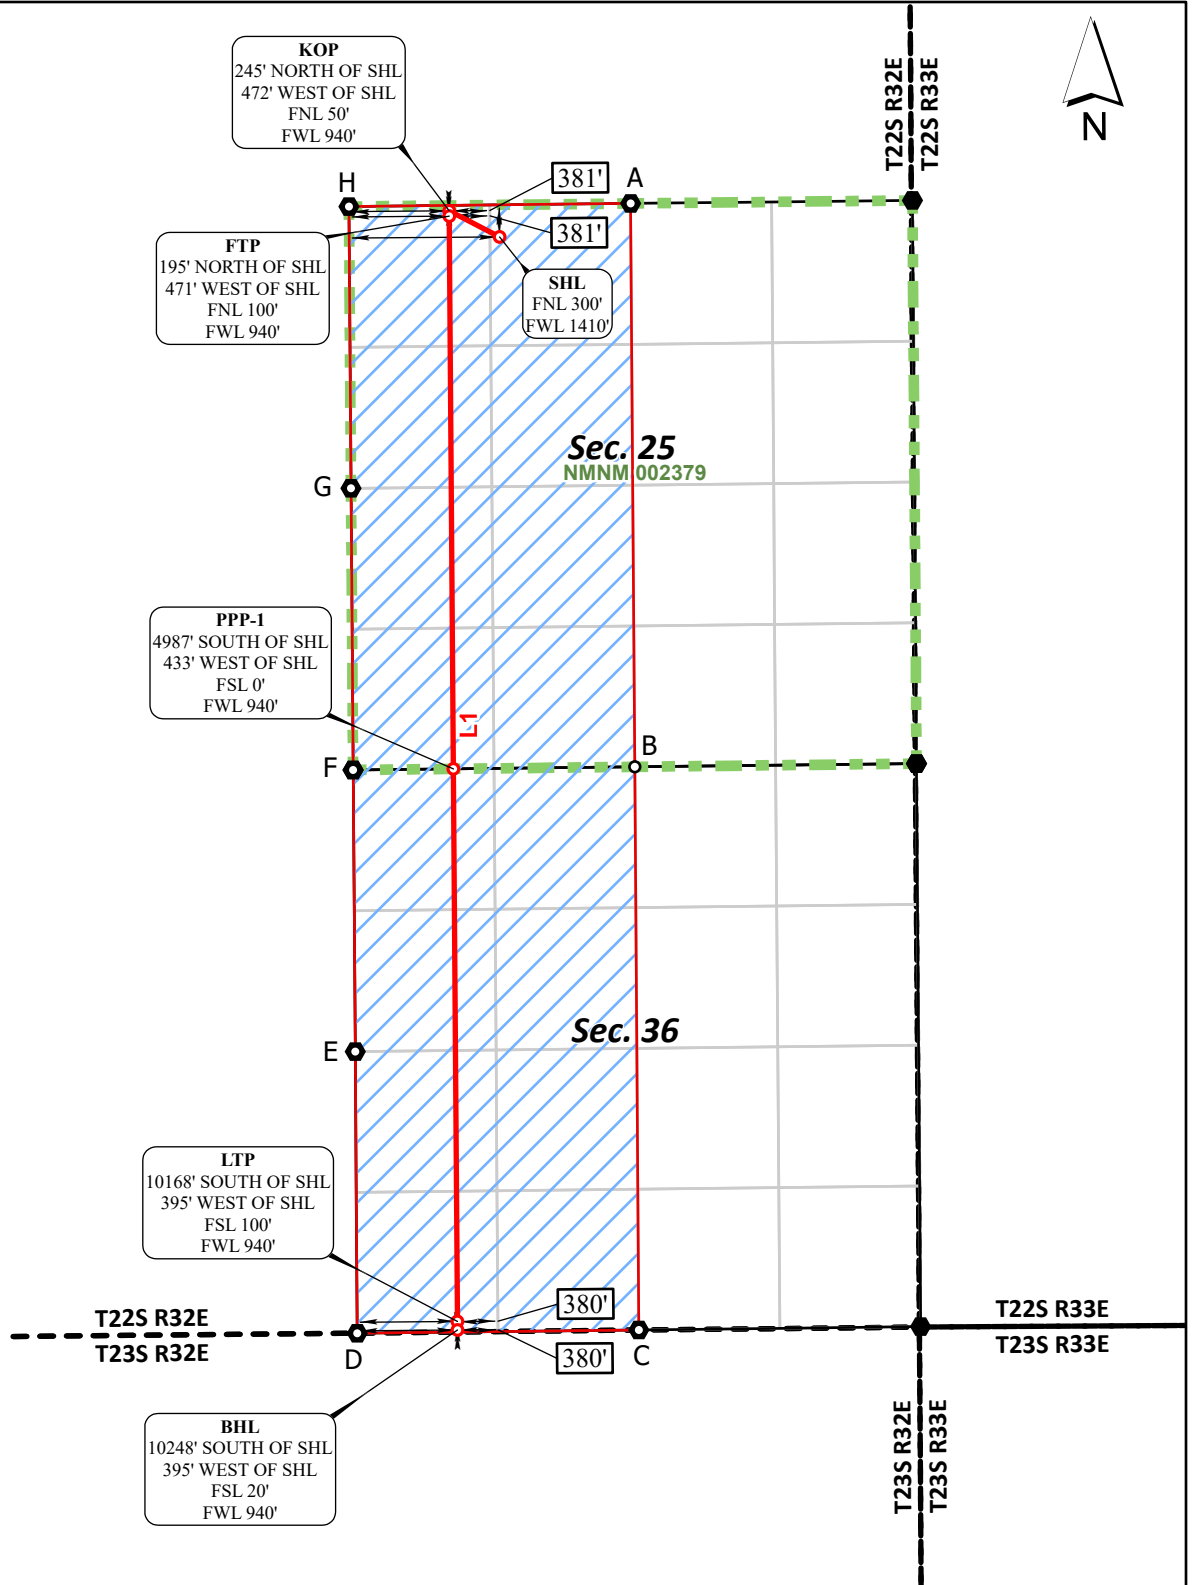 KOP
245' NORTH OF SHL
472' WEST OF SHL
FNL 50'
FWL 940'
T22S R32E
T22S R33E
N
H
381'
A
381'
FTP
195' NORTH OF SHL
471' WEST OF SHL
FNL 100'
FWL 940'
SHL
FNL 300'
FWL 1410'
Sec. 25
NMNM 002379
G
PPP-1
4987' SOUTH OF SHL
433' WEST OF SHL
FSL 0'
FWL 940'
L1
B
F
Sec. 36
E
LTP
10168' SOUTH OF SHL
395' WEST OF SHL
FSL 100'
FWL 940'
380'
T22S R32E
T23S R32E
T22S R33E
T23S R33E
D
380'
C
BHL
10248' SOUTH OF SHL
395' WEST OF SHL
FSL 20'
FWL 940'
T23S R32E
T23S R33E